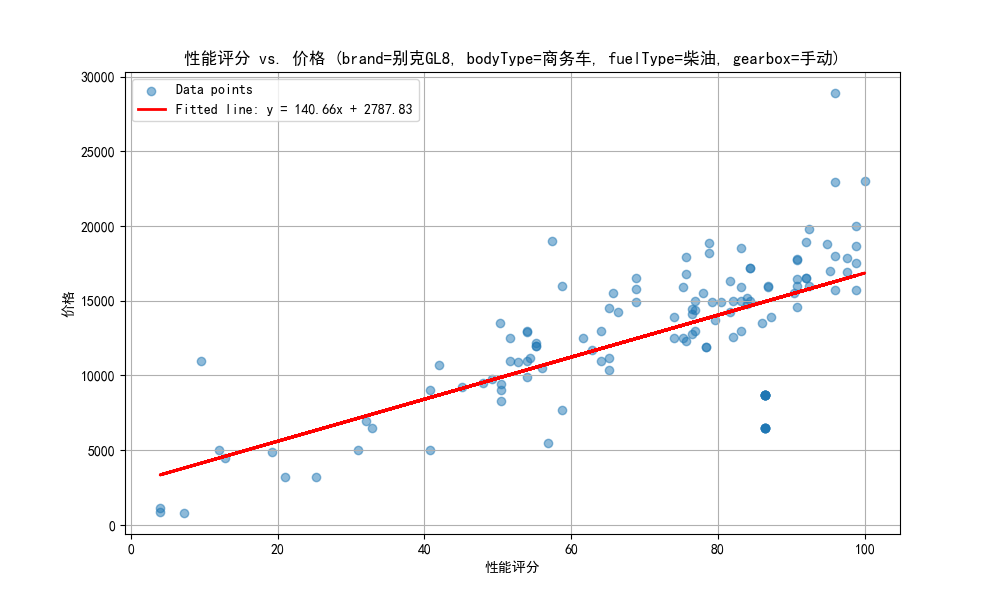 性能评分 vs. 价格 (brand=别克GL8, bodyType=商务车, fuelType=柴油, gearbox=手动)
Data points
Fitted line: y = 140.66x + 2787.83
价格
30000
25000
20000
15000
10000
5000
0
0 20 40 60 80 100
性能评分